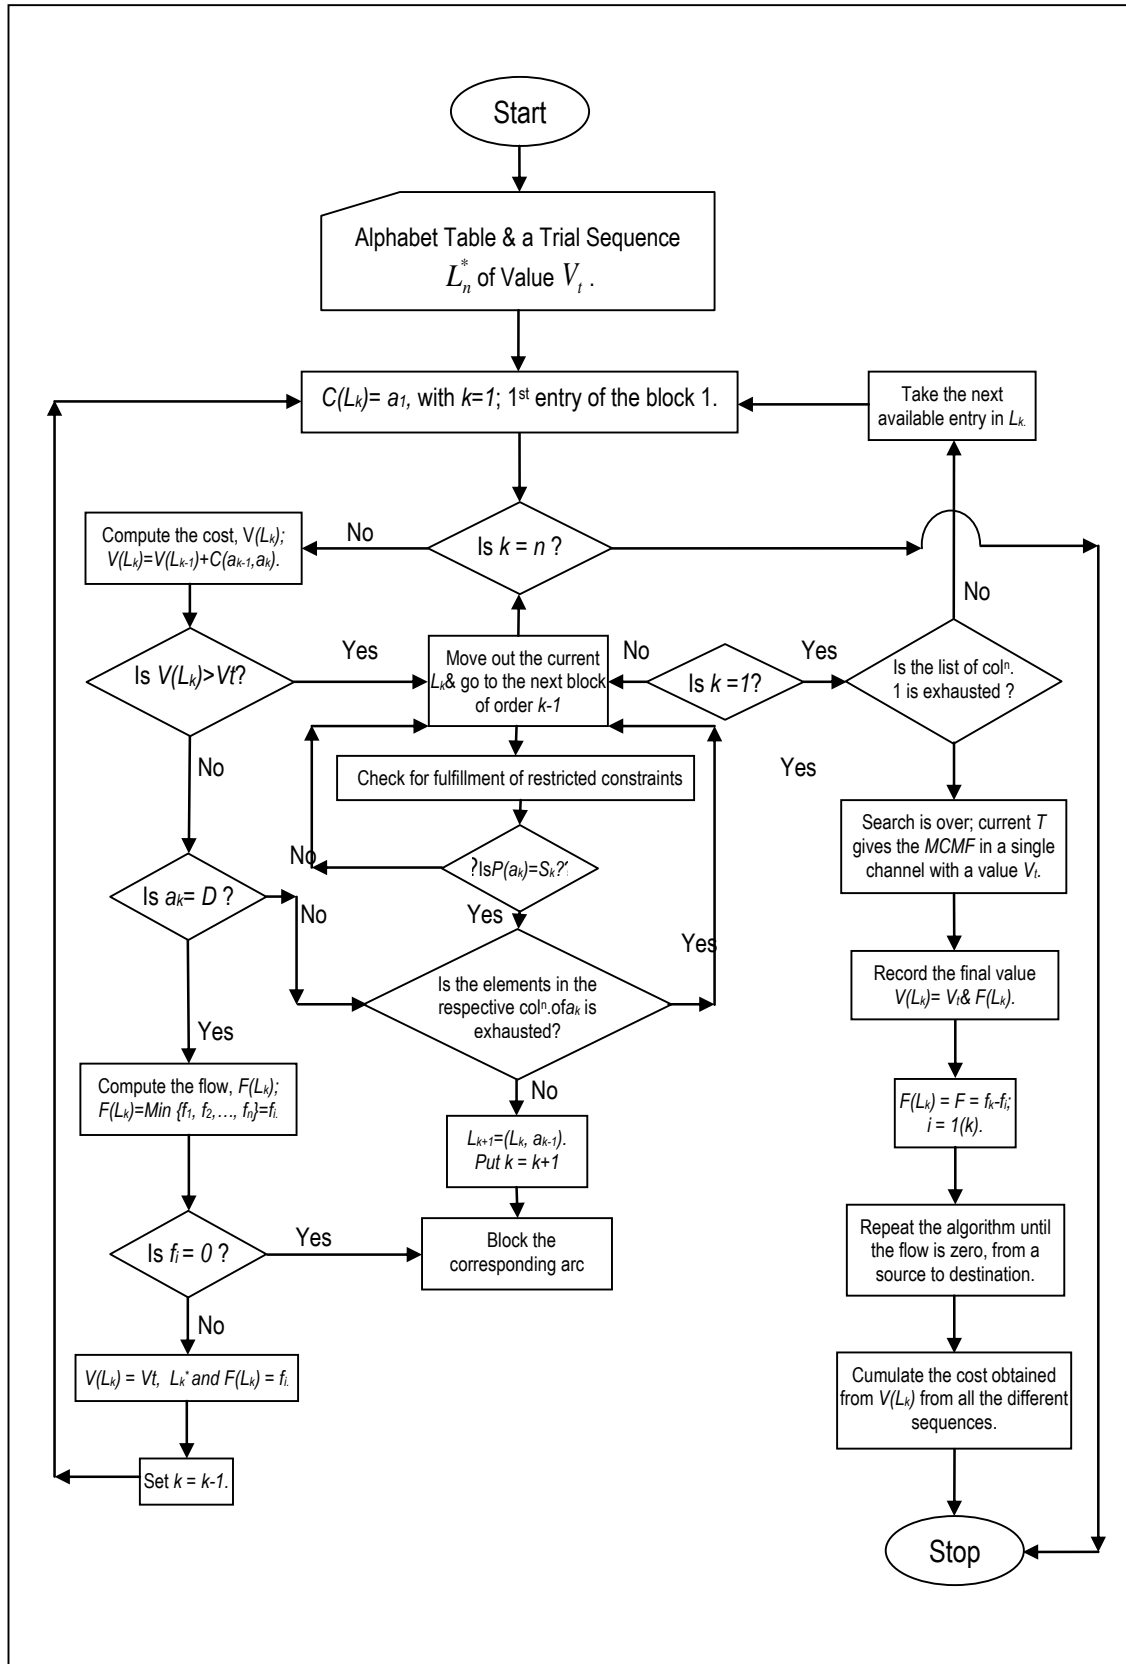 Start
Alphabet Table & a Trial Sequence
L*n of Value Vt .
C(Lk)= a1, with k=1; 1st entry of the block 1.
Take the next
available entry in Lk.
Is k = n ?
No
Compute the cost, V(Lk);
V(Lk)=V(Lk-1)+C(ak-1,ak).
No
Is V(Lk)>Vt?
Yes
Move out the current
Lk& go to the next block
of order k-1
No
Is k =1?
Yes
Is the list of coln.
1 is exhausted ?
No
Check for fulfillment of restricted constraints
Yes
Search is over; current T
gives the MCMF in a single
channel with a value Vt.
No
?IsP(ak)=Sk??
Is ak= D ?
No
Yes
Yes
Is the elements in the
respective coln.ofak is
exhausted?
Record the final value
V(Lk)= Vt& F(Lk).
Yes
Compute the flow, F(Lk);
F(Lk)=Min {f1, f2,…, fn}=fi.
No
Lk+1=(Lk, ak-1).
Put k = k+1
F(Lk) = F = fk-fi;
i = 1(k).
Is fi = 0 ?
Yes
Block the
corresponding arc
Repeat the algorithm until
the flow is zero, from a
source to destination.
No
V(Lk) = Vt, Lk* and F(Lk) = fi.
Cumulate the cost obtained
from V(Lk) from all the different
sequences.
Set k = k-1.
Stop